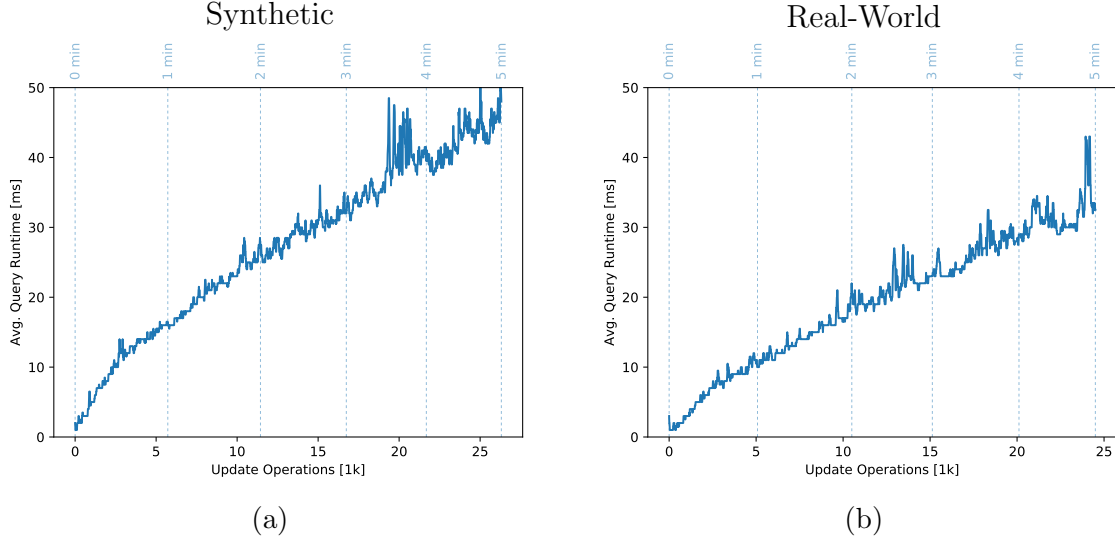 Synthetic
0 min
1 min
2 min
3 min
4 min
5 min
50
40
30
20
10
0
Avg. Query Runtime [ms]
0
5
10
15
20
25
Update Operations [1k]
(a)
Real-World
0 min
1 min
2 min
3 min
4 min
5 min
50
40
30
20
10
0
Avg. Query Runtime [ms]
0
5
10
15
20
25
Update Operations [1k]
(b)